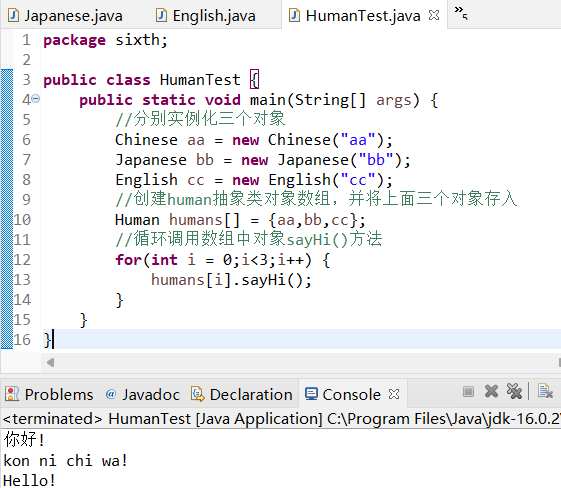 Japanese.java English.java HumanTest.java »5
1 package sixth;
2
3 public class HumanTest {
4 public static void main(String[] args) {
5 //分别实例化三个对象
6 Chinese aa = new Chinese("aa");
7 Japanese bb = new Japanese("bb");
8 English cc = new English("cc");
9 //创建human抽象类对象数组，并将上面三个对象存入
10 Human humans[] = {aa,bb,cc};
11 //循环调用数组中对象sayHi()方法
12 for(int i = 0;i<3;i++) {
13 humans[i].sayHi();
14 }
15 }
16 }
Problems @ Javadoc Declaration Console
<terminated> HumanTest [Java Application] C:\Program Files\Java\jdk-16.0.2\
你好!
kon ni chi wa!
Hello!